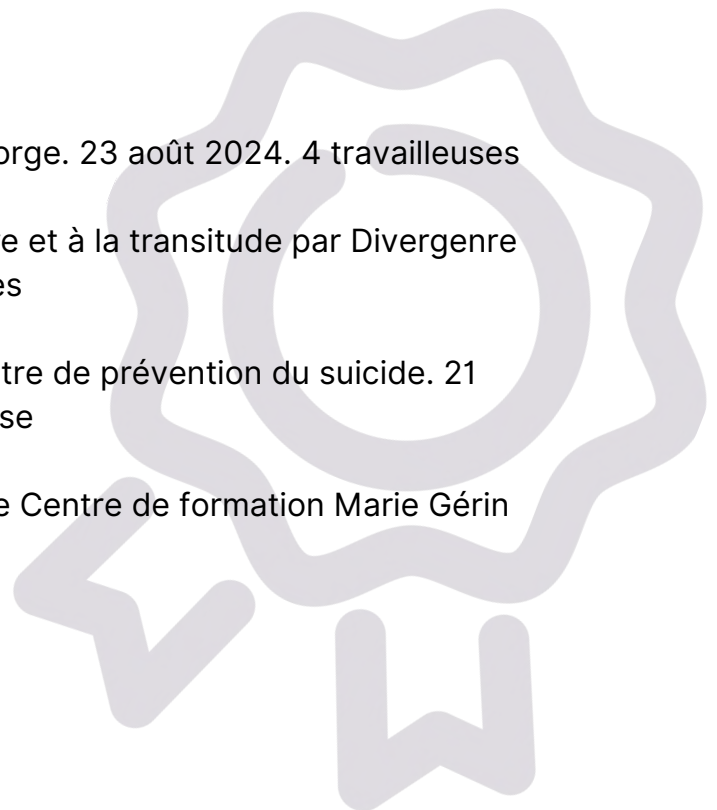 orge. 23 août 2024. 4 travailleuses
e et à la transitude par Divergenre
es
tre de prévention du suicide. 21
se
e Centre de formation Marie Gérin